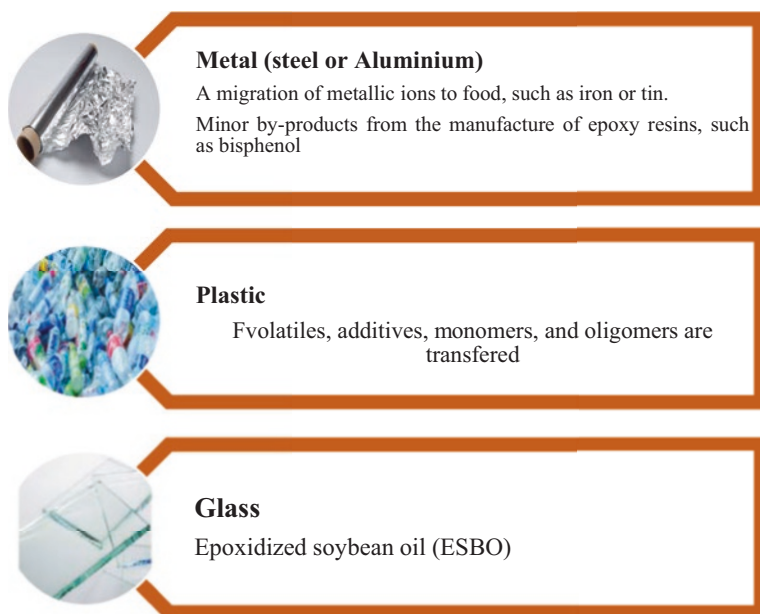 Metal (steel or Aluminium)
A migration of metallic ions to food, such as iron or tin.
Minor by-products from the manufacture of epoxy resins, such
as bisphenol
Plastic
Fvolatiles, additives, monomers, and oligomers are
transfered
Glass
Epoxidized soybean oil (ESBO)